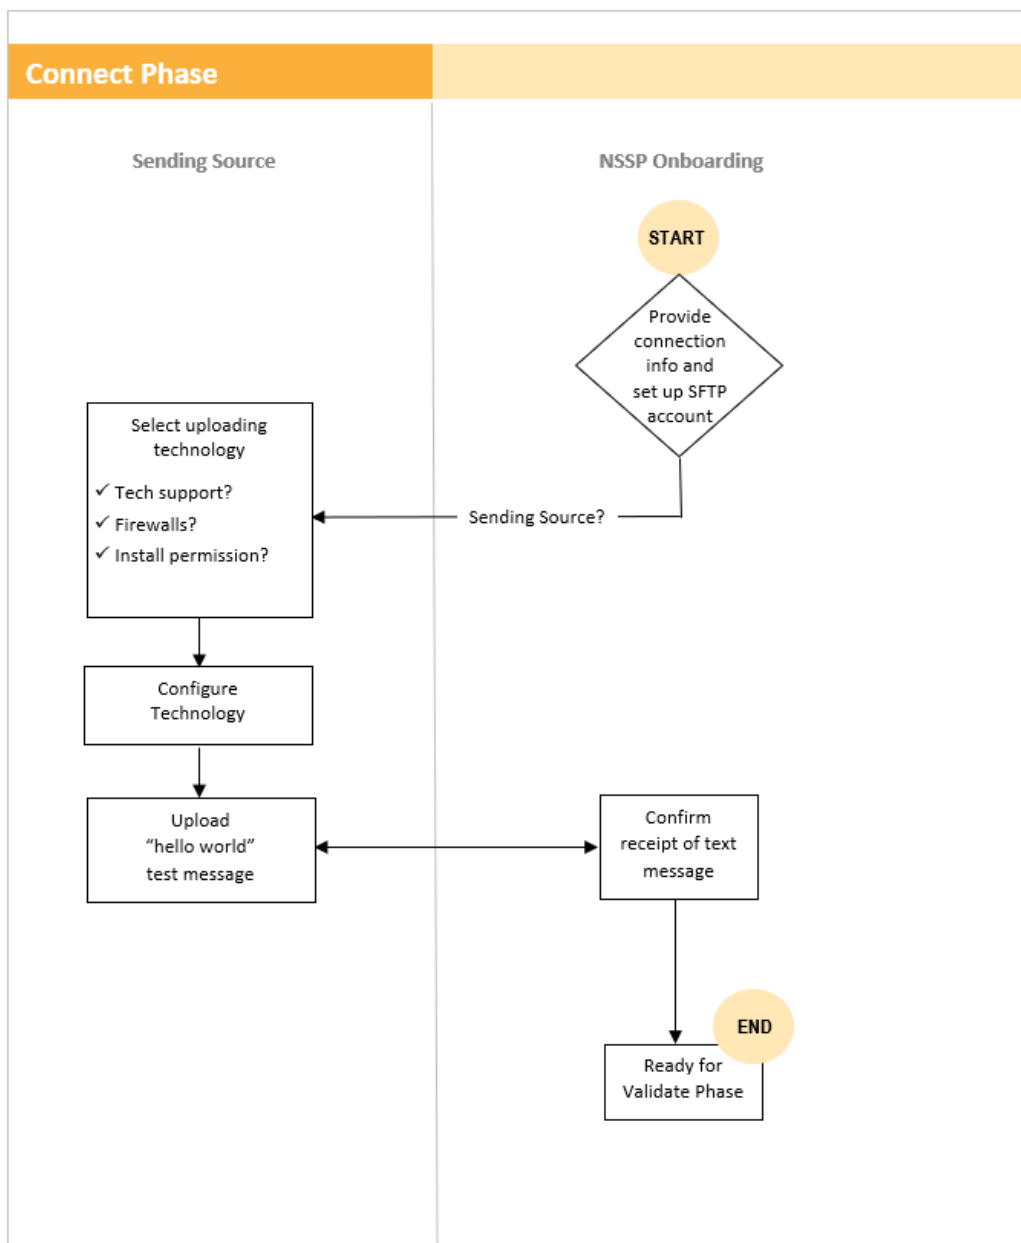 Connect Phase
Sending Source
NSSP Onboarding
START
Provide
connection
info and
set up SFTP
account
Sending Source?
Select uploading
technology
✓ Tech support?
✓ Firewalls?
✓ Install permission?
Configure
Technology
Upload
“hello world”
test message
Confirm
receipt of text
message
END
Ready for
Validate Phase